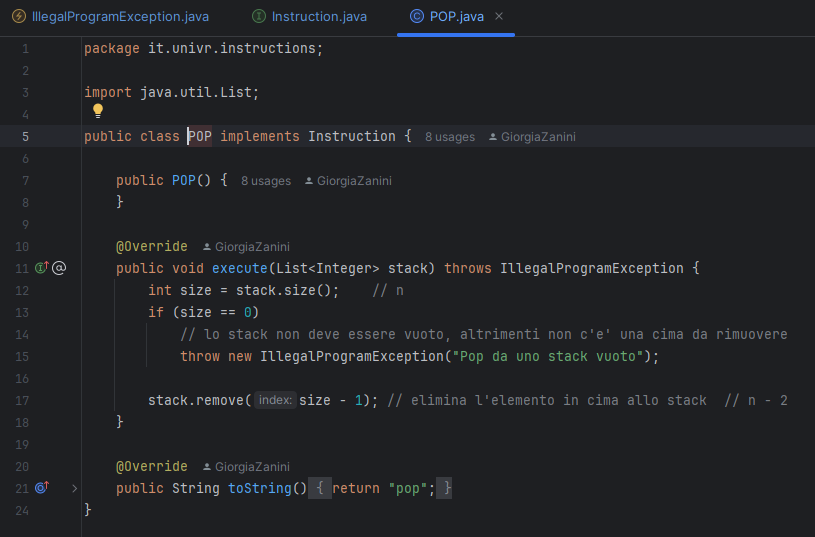 IllegalProgramException.java Instruction.java POP.java
1 package it.univr.instructions;
2
3 import java.util.List;
4
5 public class POP implements Instruction { 8 usages GiorgiaZanini
6
7 public POP() { 8 usages GiorgiaZanini
8 }
9
10 @Override GiorgiaZanini
11 public void execute(List<Integer> stack) throws IllegalProgramException {
12 int size = stack.size(); // n
13 if (size == 0)
14 // lo stack non deve essere vuoto, altrimenti non c'e' una cima da rimuovere
15 throw new IllegalProgramException("Pop da uno stack vuoto");
16
17 stack.remove( index: size - 1); // elimina l'elemento in cima allo stack // n - 2
18 }
19
20 @Override GiorgiaZanini
21 public String toString() { return "pop"; }
24 }